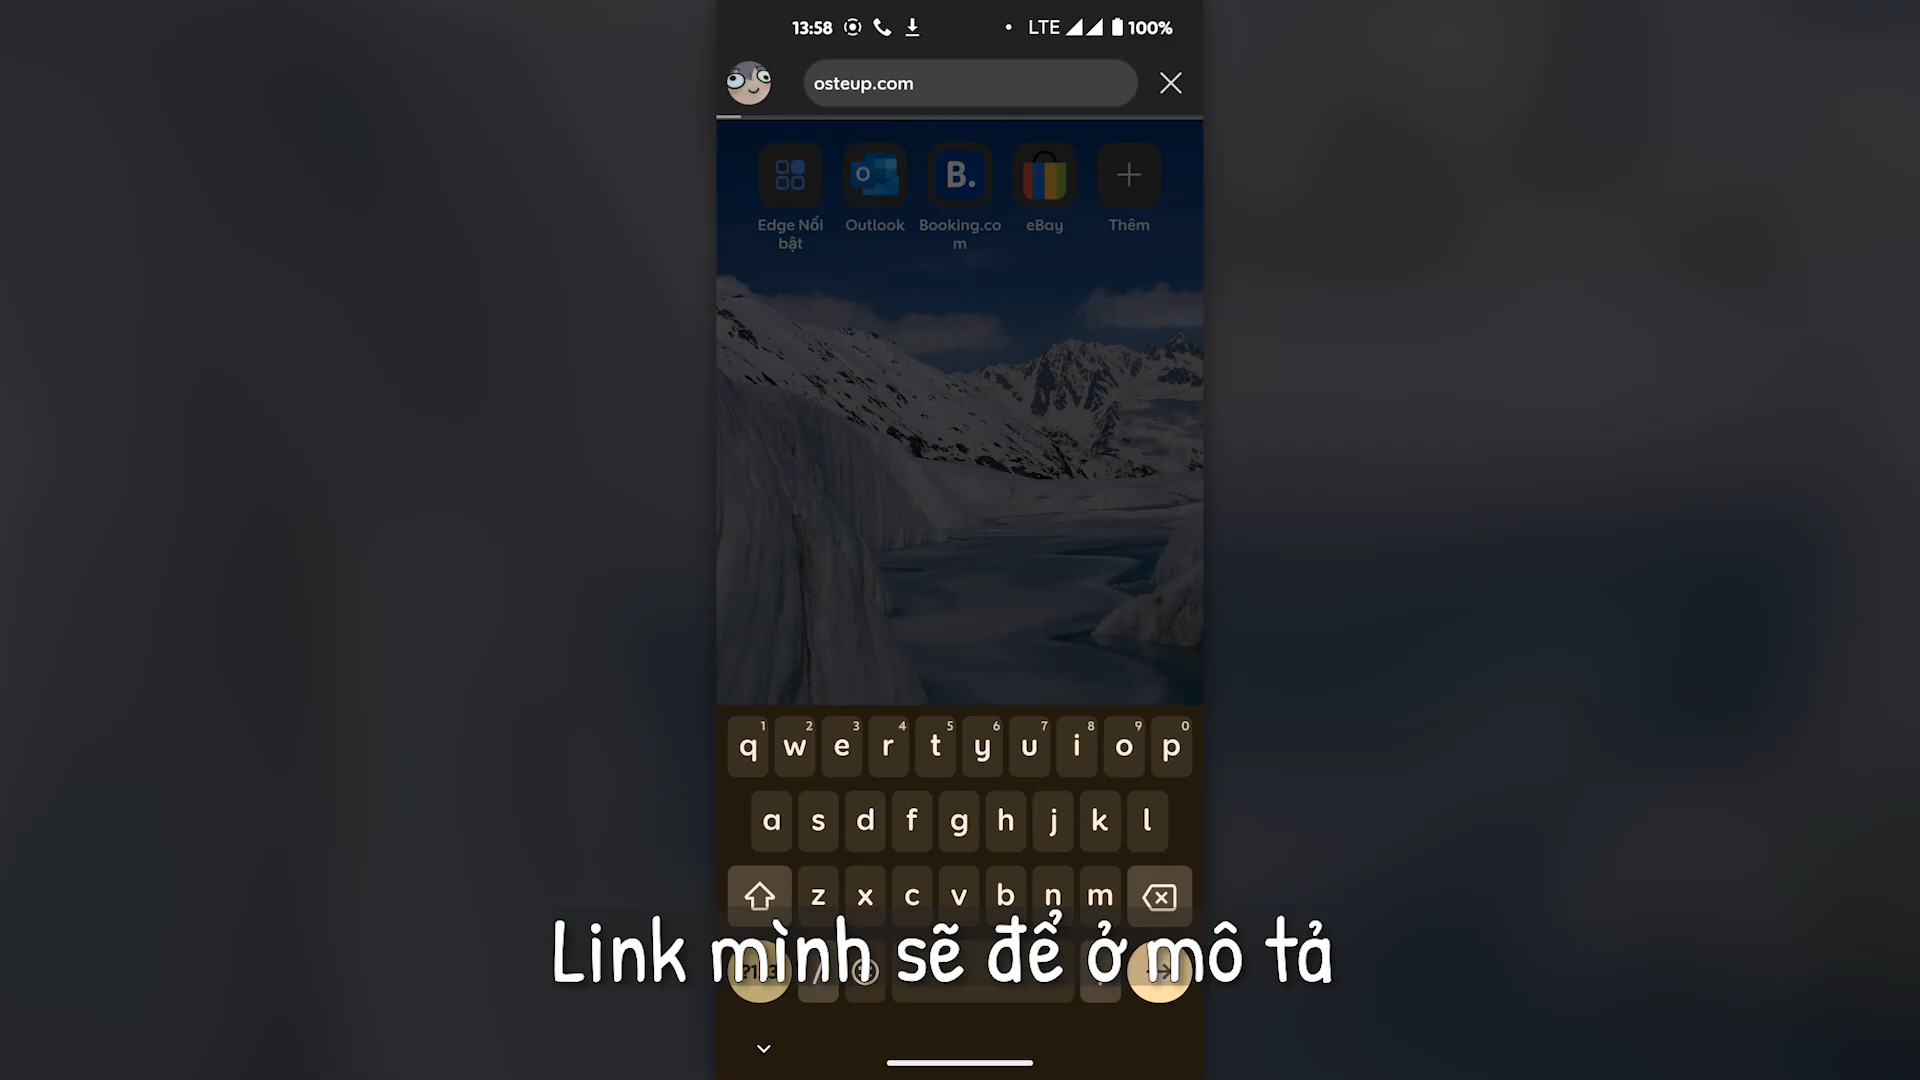 13:58 LTE 100%
osteup.com
Edge Nổi bật
Outlook
Booking.com
eBay
Thêm
1 2 3 4 5 6 7 8 9 0
q w e r t y u i o p
a s d f g h j k l
z x c v b n m
?123 / .
Link mình sẽ để ở mô tả